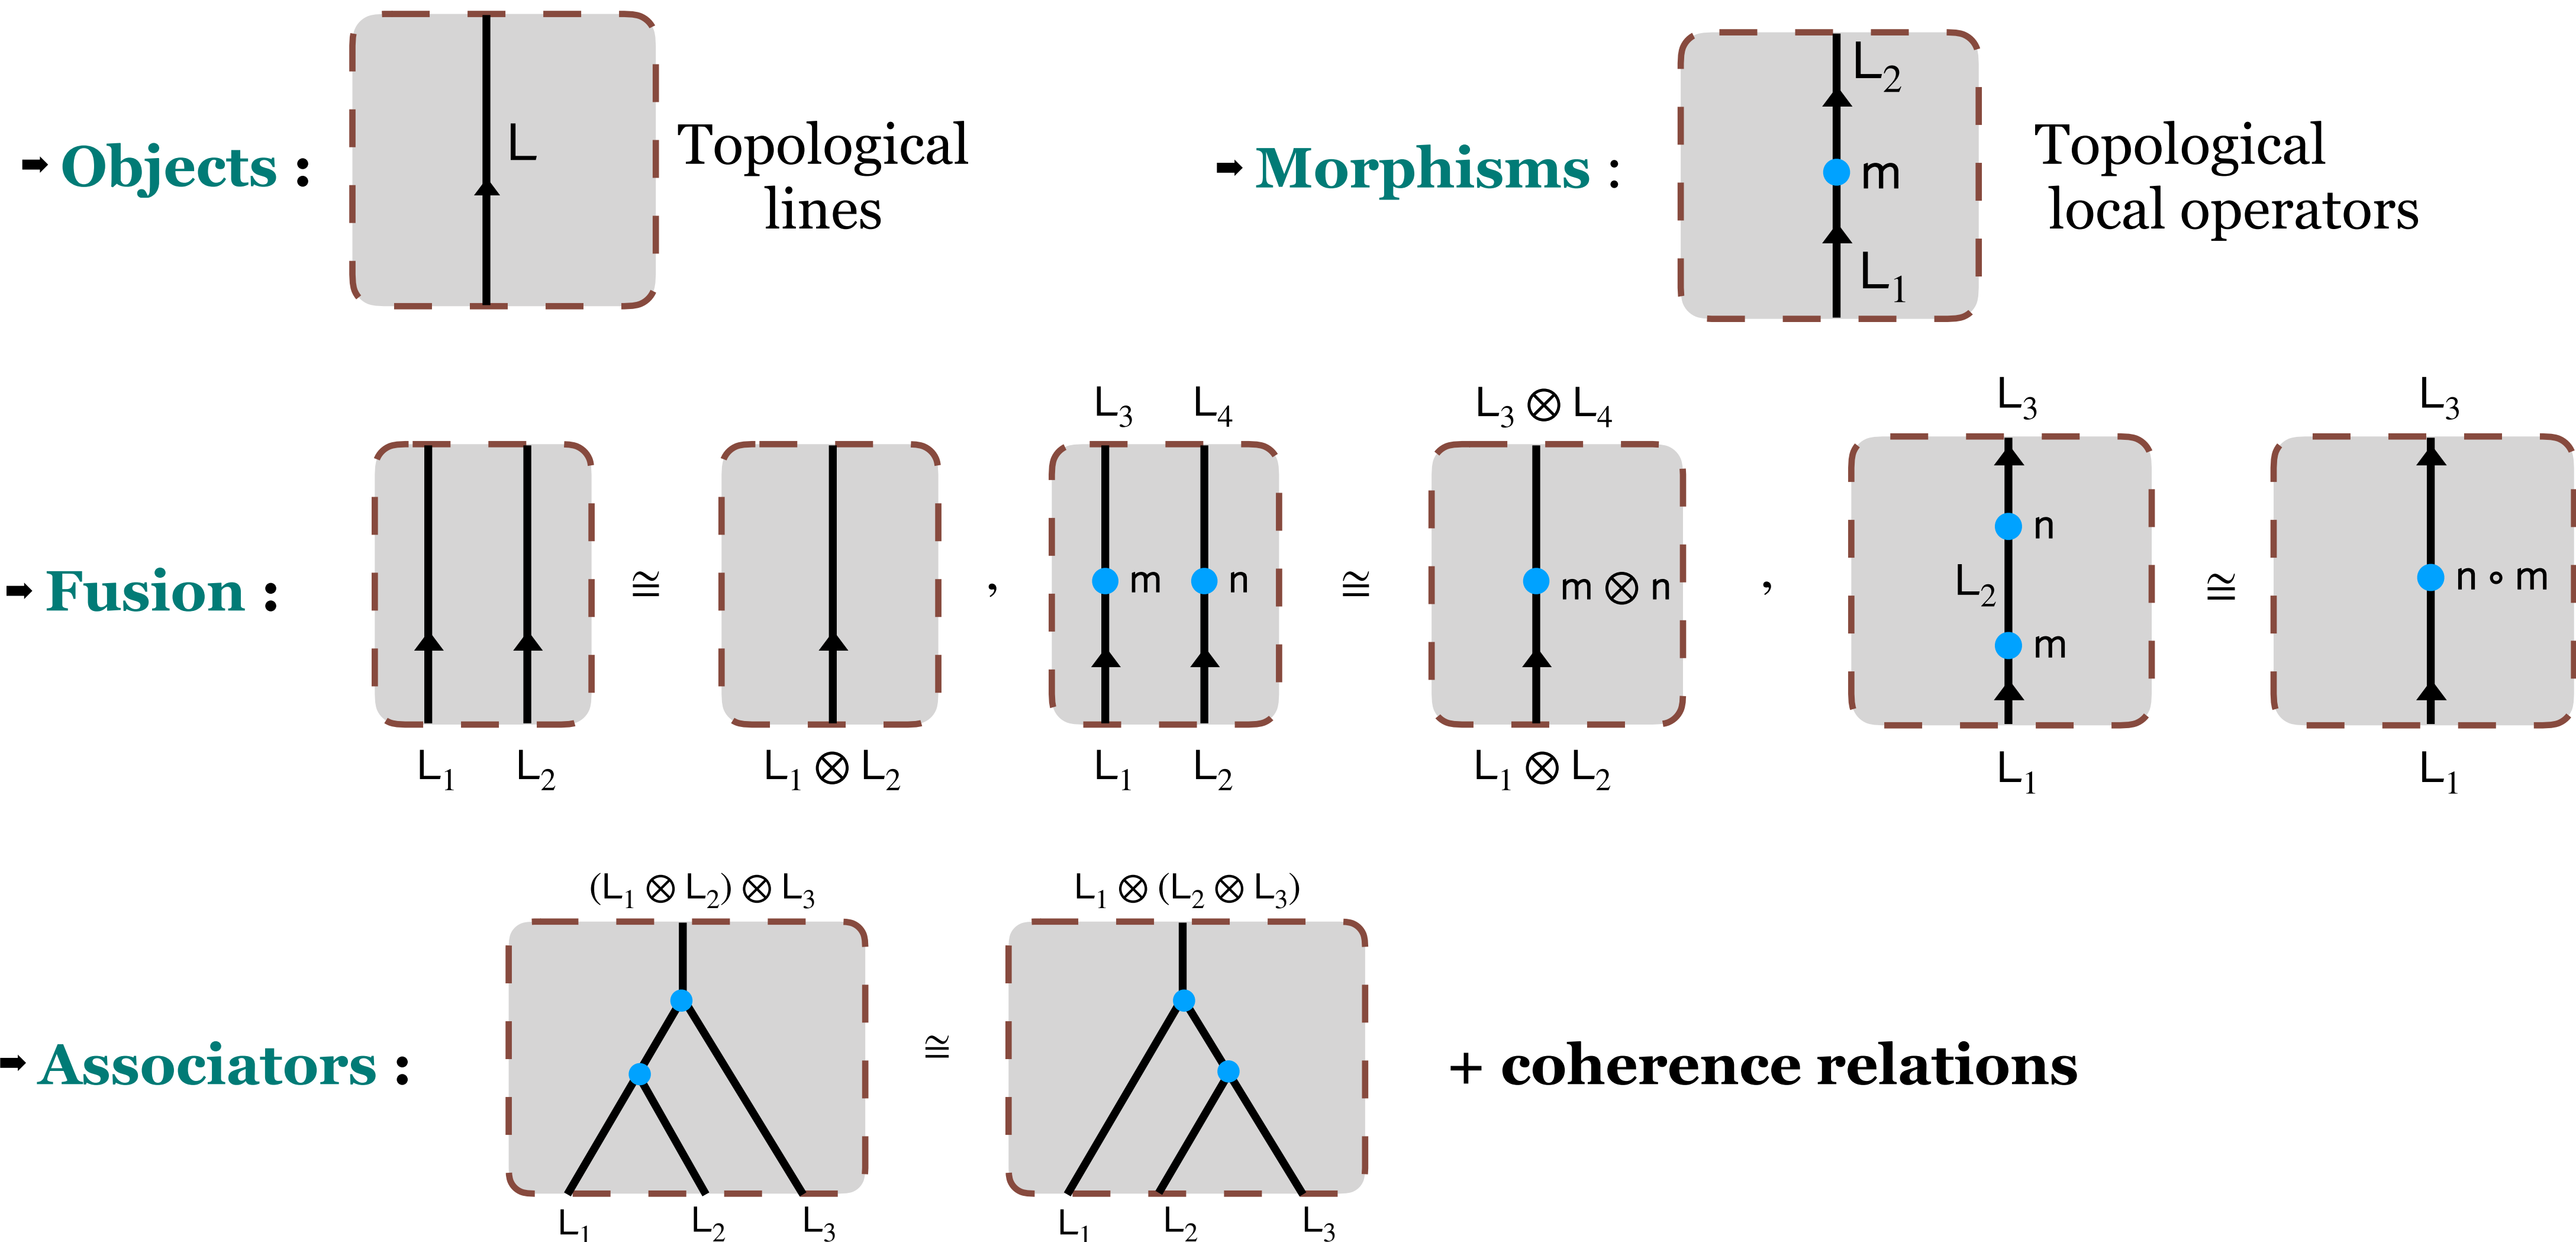 ➡ Objects :
L
Topological
lines
➡ Morphisms :
L₂
m
L₁
Topological
local operators
➡ Fusion :
L₁ L₂
≅
L₁ ⊗ L₂
,
L₃ L₄
m n
L₁ L₂
≅
L₃ ⊗ L₄
m ⊗ n
L₁ ⊗ L₂
,
L₃
n
L₂
m
L₁
≅
L₃
n ∘ m
L₁
➡ Associators :
(L₁ ⊗ L₂) ⊗ L₃
L₁ L₂ L₃
≅
L₁ ⊗ (L₂ ⊗ L₃)
L₁ L₂ L₃
+ coherence relations